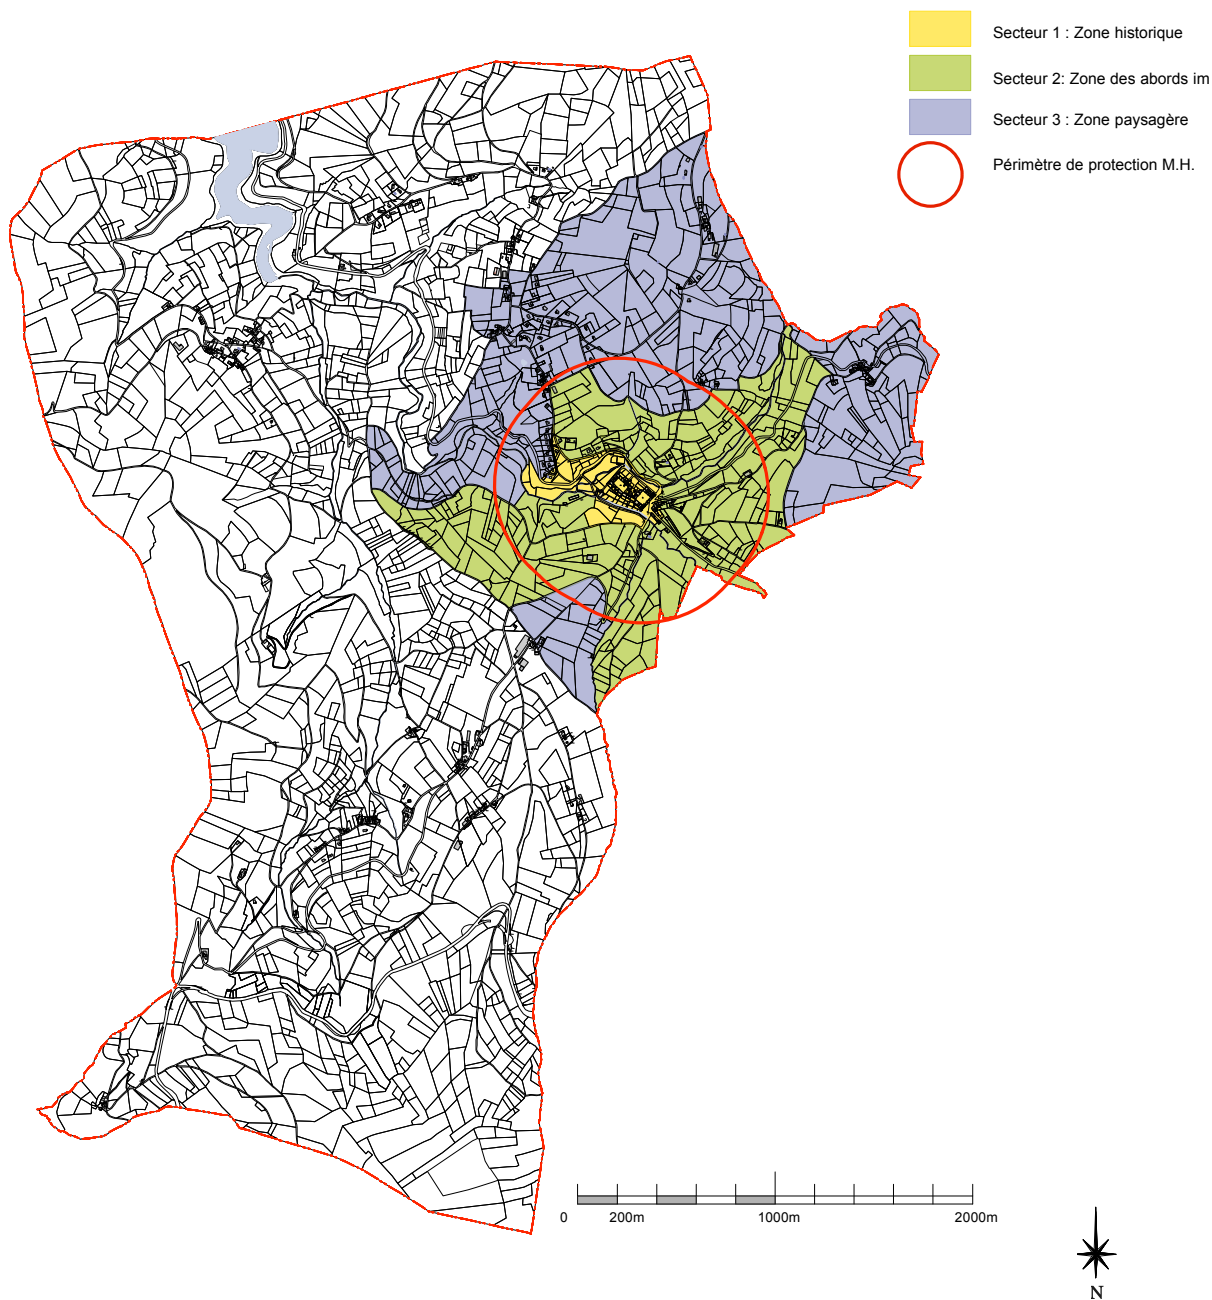 Secteur 1 : Zone historique
Secteur 2: Zone des abords im
Secteur 3 : Zone paysagère
Périmètre de protection M.H.
0 200m 1000m 2000m
N